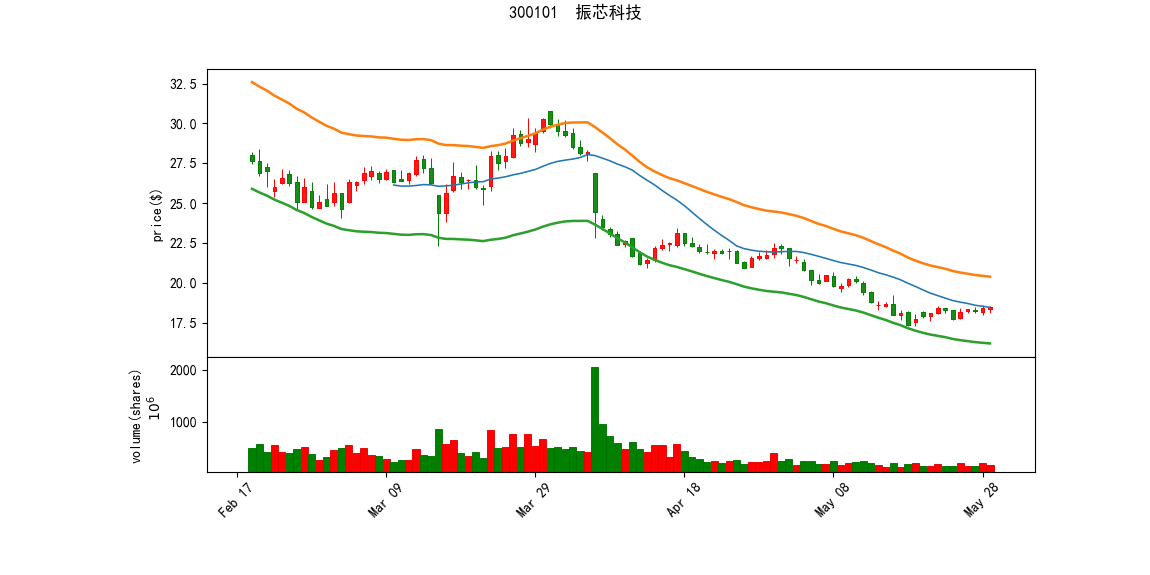 300101 振芯科技
32.5
30.0
27.5
25.0
22.5
20.0
17.5
price($)
2000
1000
volume(shares)
10^6
Feb 17
Mar 09
Mar 29
Apr 18
May 08
May 28